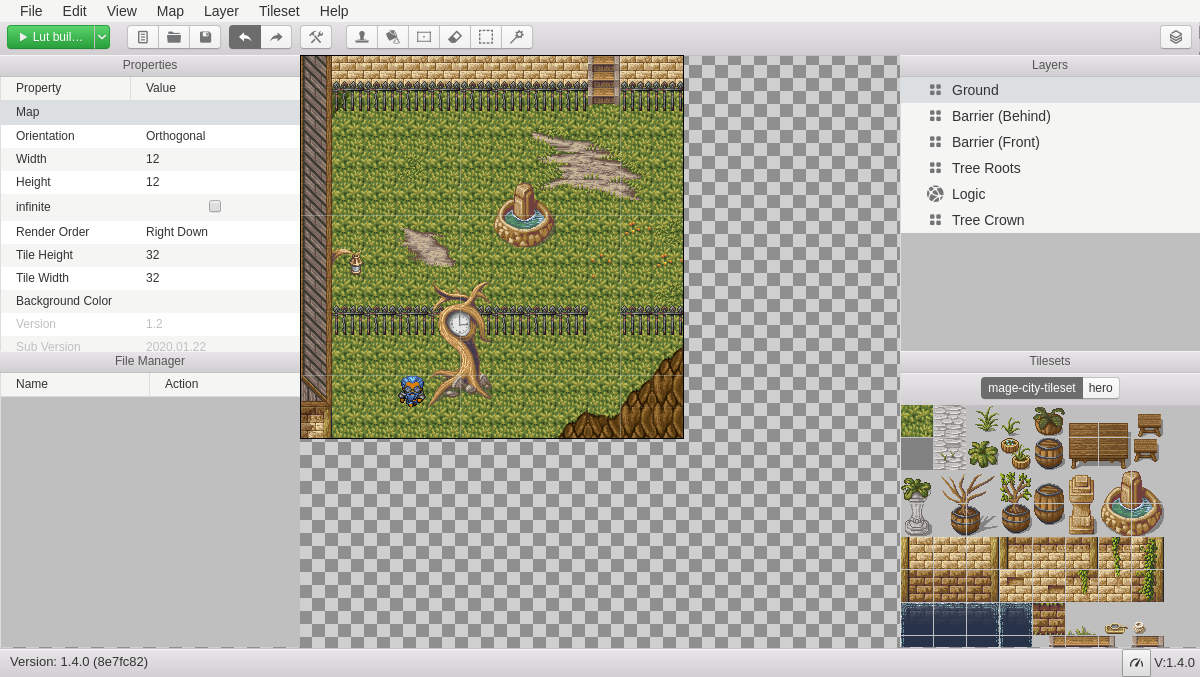 File Edit View Map Layer Tileset Help
Lut buil...
Properties
Property Value
Map
Orientation Orthogonal
Width 12
Height 12
infinite
Render Order Right Down
Tile Height 32
Tile Width 32
Background Color
Version 1.2
Sub Version 2020.01.22
File Manager
Name Action
Layers
Ground
Barrier (Behind)
Barrier (Front)
Tree Roots
Logic
Tree Crown
Tilesets
mage-city-tileset hero
Version: 1.4.0 (8e7fc82)
V:1.4.0